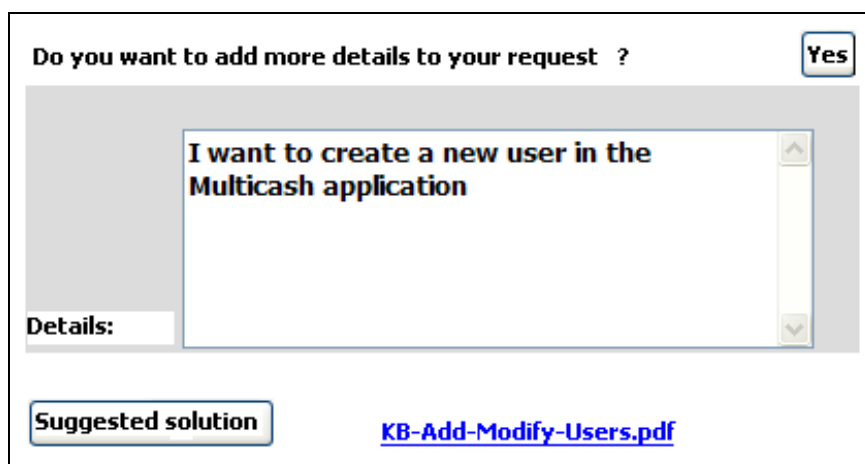 Do you want to add more details to your request ?
Yes
I want to create a new user in the
Multicash application
Details:
Suggested solution
KB-Add-Modify-Users.pdf